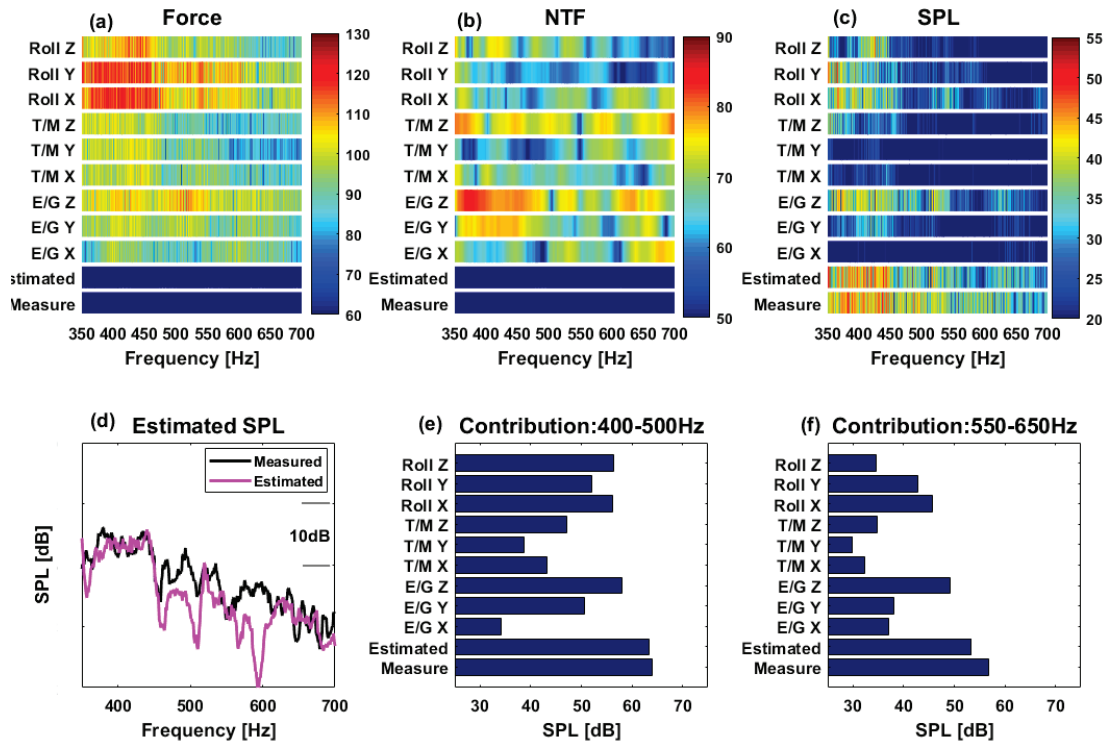 (a) Force
Roll Z
Roll Y
Roll X
T/M Z
T/M Y
T/M X
E/G Z
E/G Y
E/G X
Estimated
Measure
350 400 450 500 550 600 650 700
Frequency [Hz]
130
120
110
100
90
80
70
60
(b) NTF
Roll Z
Roll Y
Roll X
T/M Z
T/M Y
T/M X
E/G Z
E/G Y
E/G X
Estimated
Measure
350 400 450 500 550 600 650 700
Frequency [Hz]
90
80
70
60
50
(c) SPL
Roll Z
Roll Y
Roll X
T/M Z
T/M Y
T/M X
E/G Z
E/G Y
E/G X
Estimated
Measure
350 400 450 500 550 600 650 700
Frequency [Hz]
55
50
45
40
35
30
25
20
(d) Estimated SPL
Measured
Estimated
10dB
SPL [dB]
400 500 600 700
Frequency [Hz]
(e) Contribution:400-500Hz
Roll Z
Roll Y
Roll X
T/M Z
T/M Y
T/M X
E/G Z
E/G Y
E/G X
Estimated
Measure
30 40 50 60 70
SPL [dB]
(f) Contribution:550-650Hz
Roll Z
Roll Y
Roll X
T/M Z
T/M Y
T/M X
E/G Z
E/G Y
E/G X
Estimated
Measure
30 40 50 60 70
SPL [dB]